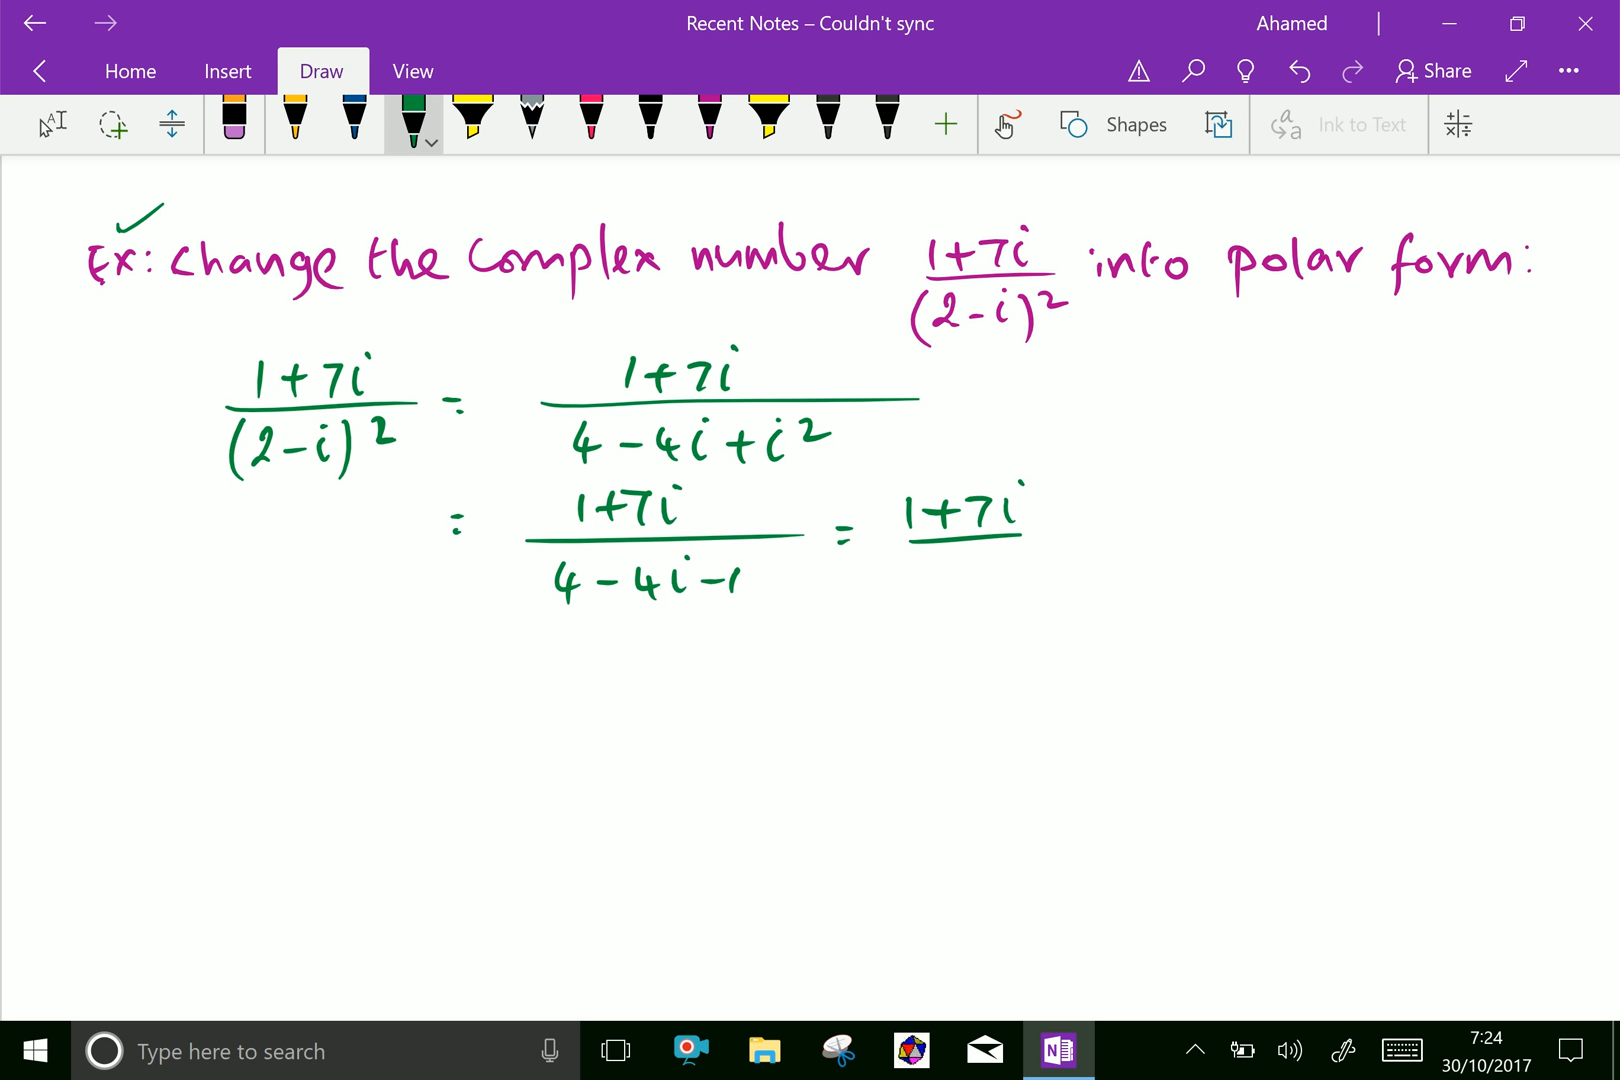 Recent Notes – Couldn't sync
Ahamed
Home Insert Draw View
Share
Shapes
Ink to Text
Ex: Change the complex number (1+7i)/(2-i)² into polar form:
(1+7i)/(2-i)² = (1+7i)/(4-4i+i²)
= (1+7i)/(4-4i-1) = 1+7i
Type here to search
7:24
30/10/2017